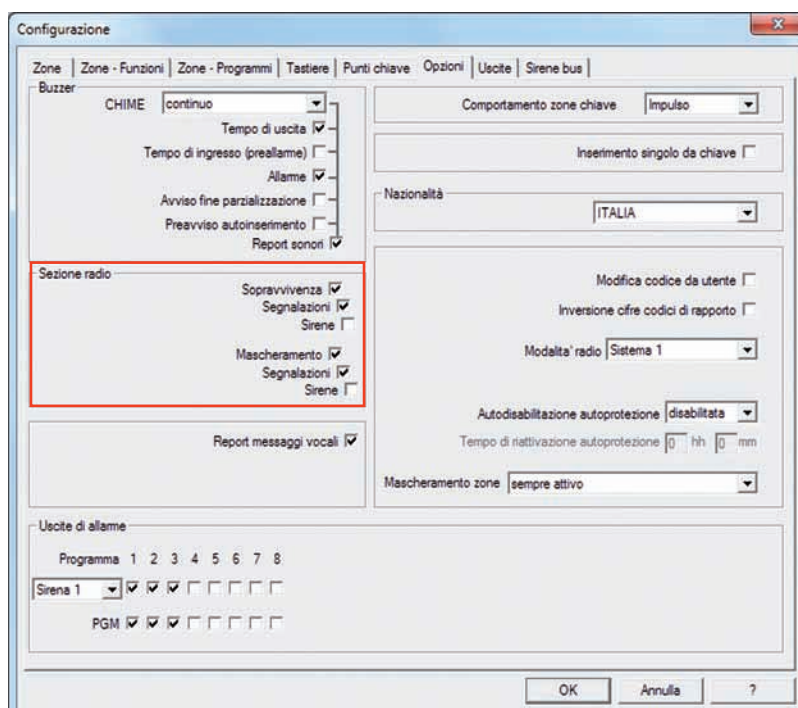 Configurazione
Zone
Zone - Funzioni
Zone - Programmi
Tastiere
Punti chiave
Opzioni
Uscite
Sirene bus
Buzzer
CHIME continuo
Tempo di uscita
Tempo di ingresso (preallarme)
Allarme
Avviso fine parzializzazione
Preavviso autoinserimento
Report sonori
Sezione radio
Sopravvivenza
Segnalazioni
Sirene
Mascheramento
Segnalazioni
Sirene
Report messaggi vocali
Comportamento zone chiave Impulso
Inserimento singolo da chiave
Nazionalità
ITALIA
Modifica codice da utente
Inversione cifre codici di rapporto
Modalita' radio Sistema 1
Autodisabilitazione autoprotezione disabilitata
Tempo di riattivazione autoprotezione 0 hh 0 mm
Mascheramento zone sempre attivo
Uscite di allarme
Programma 1 2 3 4 5 6 7 8
Sirena 1
PGM
OK
Annulla
?